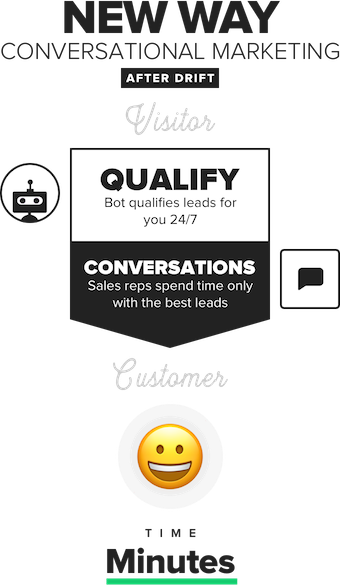 NEW WAY
CONVERSATIONAL MARKETING
AFTER DRIFT
Visitor
QUALIFY
Bot qualifies leads for
you 24/7
CONVERSATIONS
Sales reps spend time only
with the best leads
Customer
TIME
Minutes